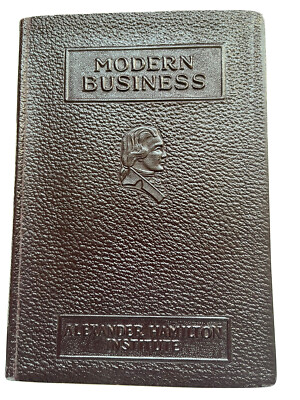 MODERN
BUSINESS
ALEXANDER HAMILTON
INSTITUTE